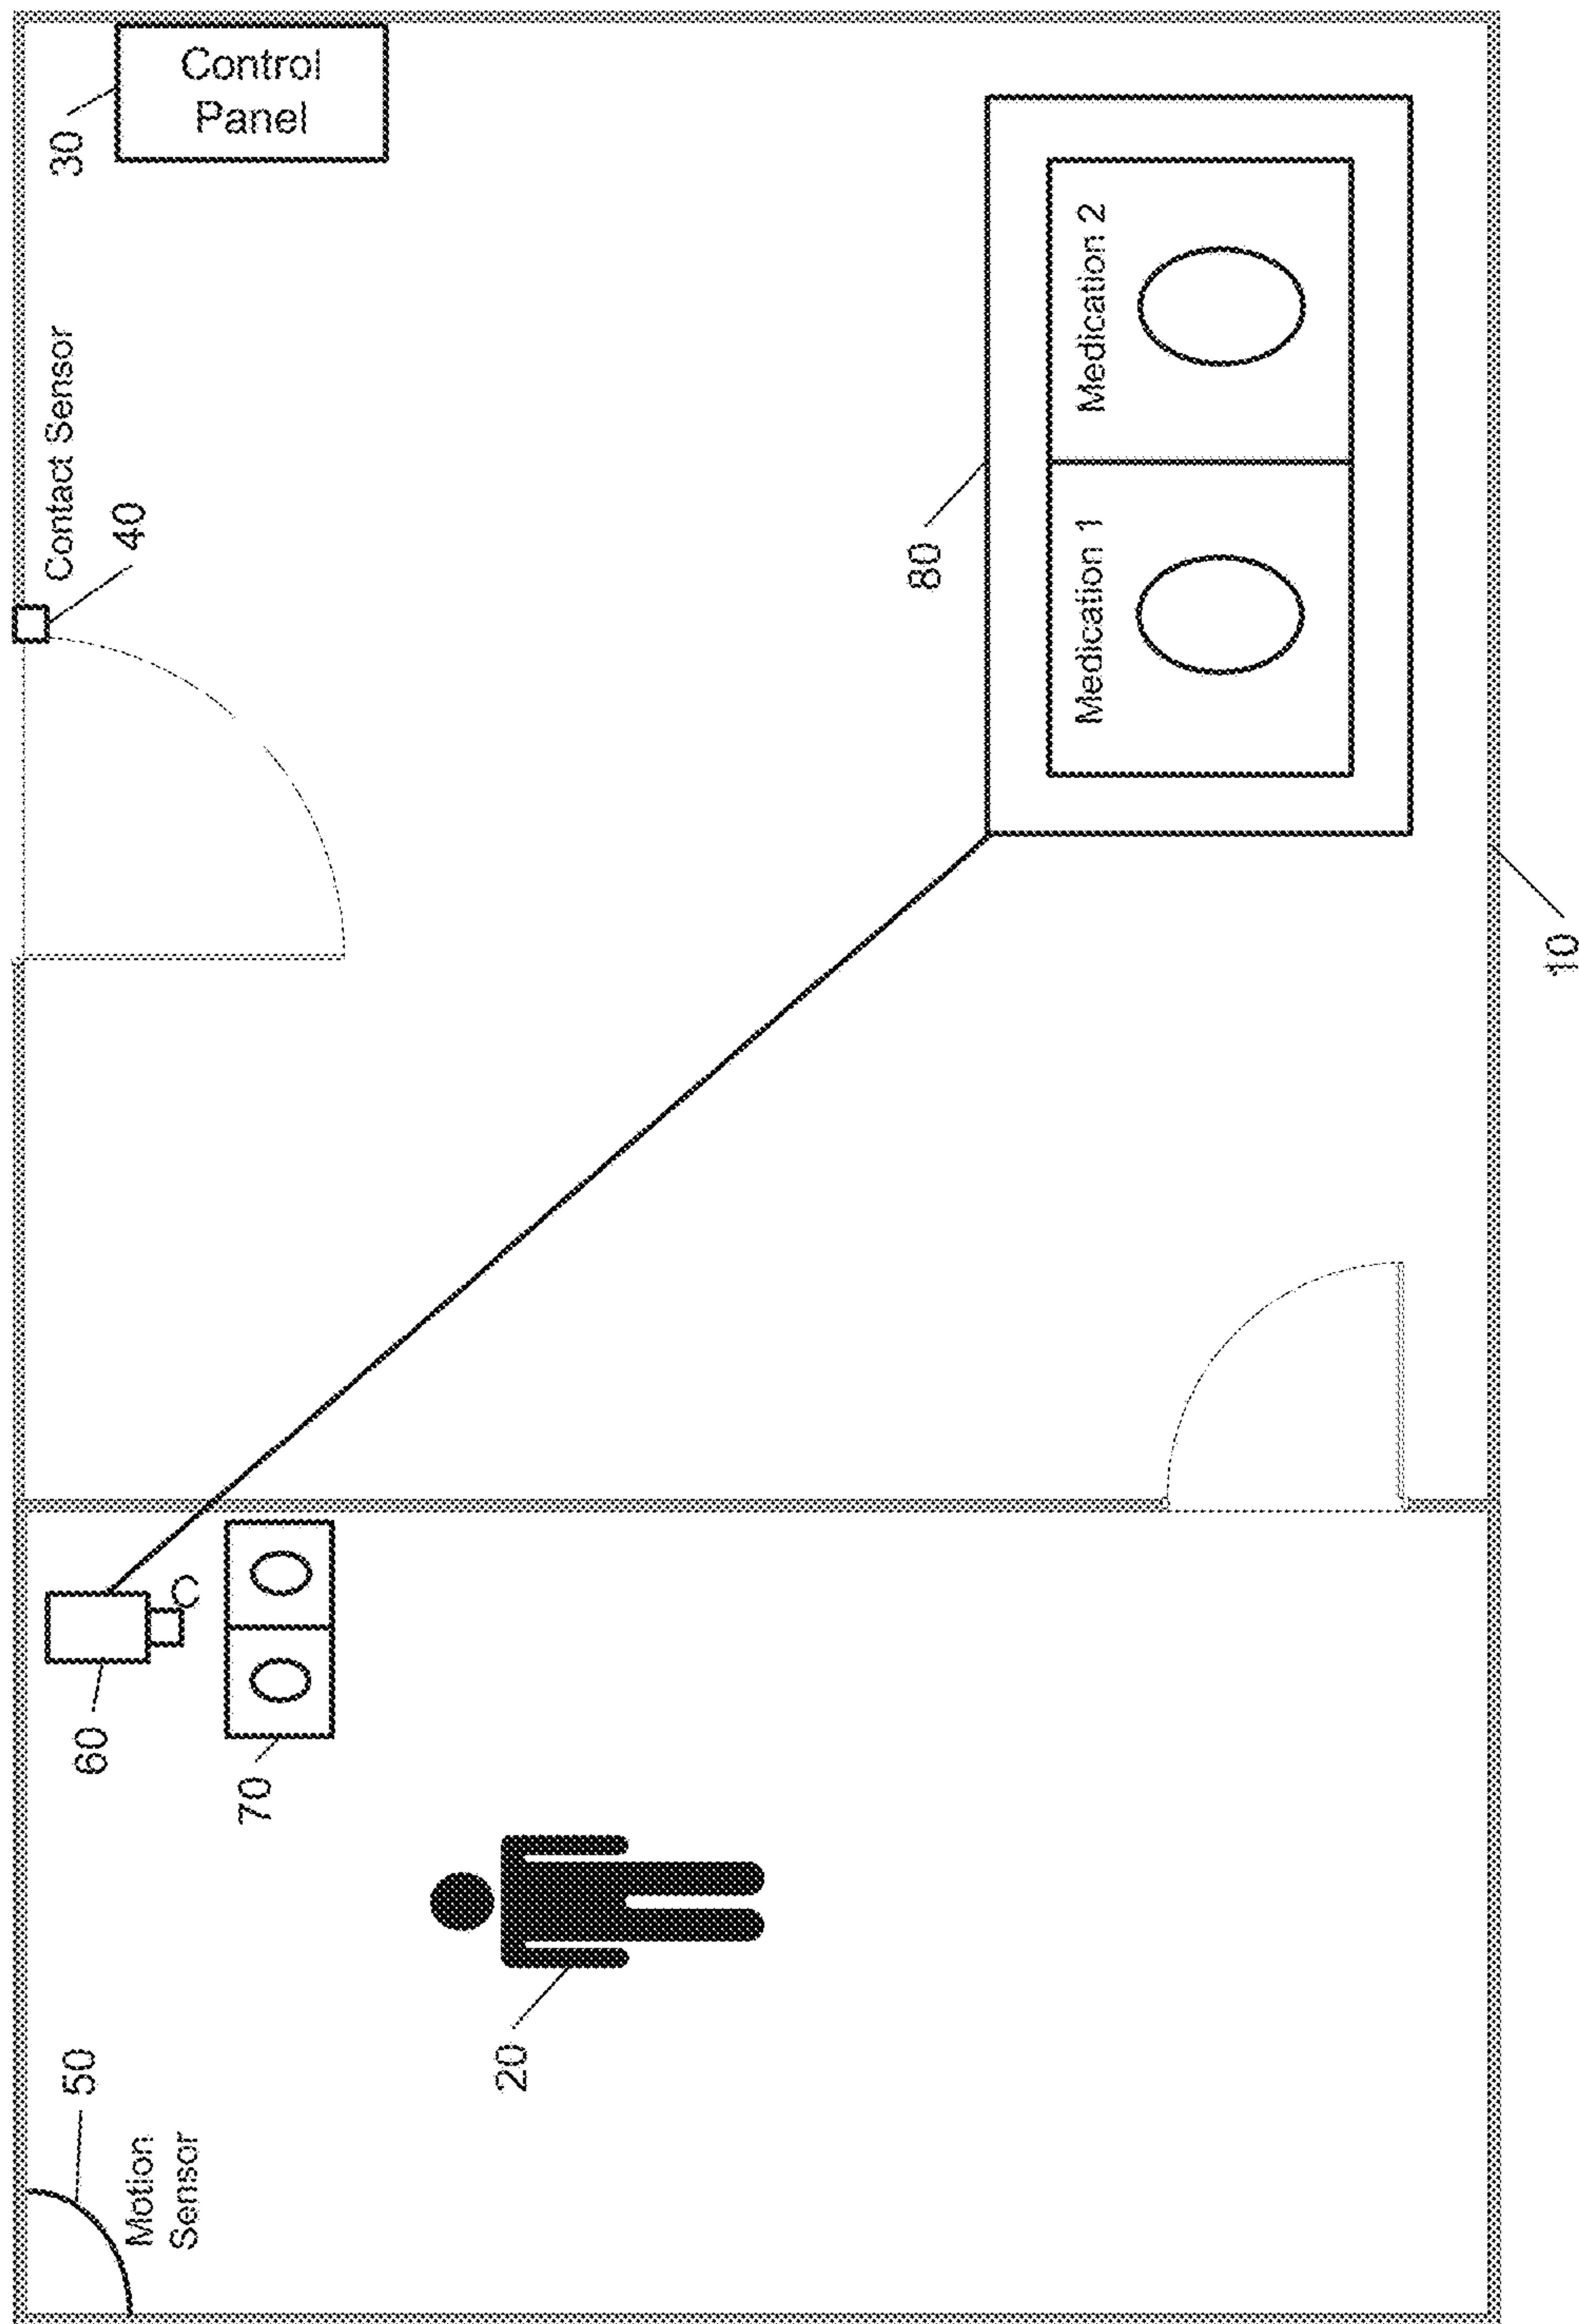 Control
Panel
30
Contact Sensor
40
80
Medication 1
Medication 2
10
60
C
70
20
50
Motion
Sensor